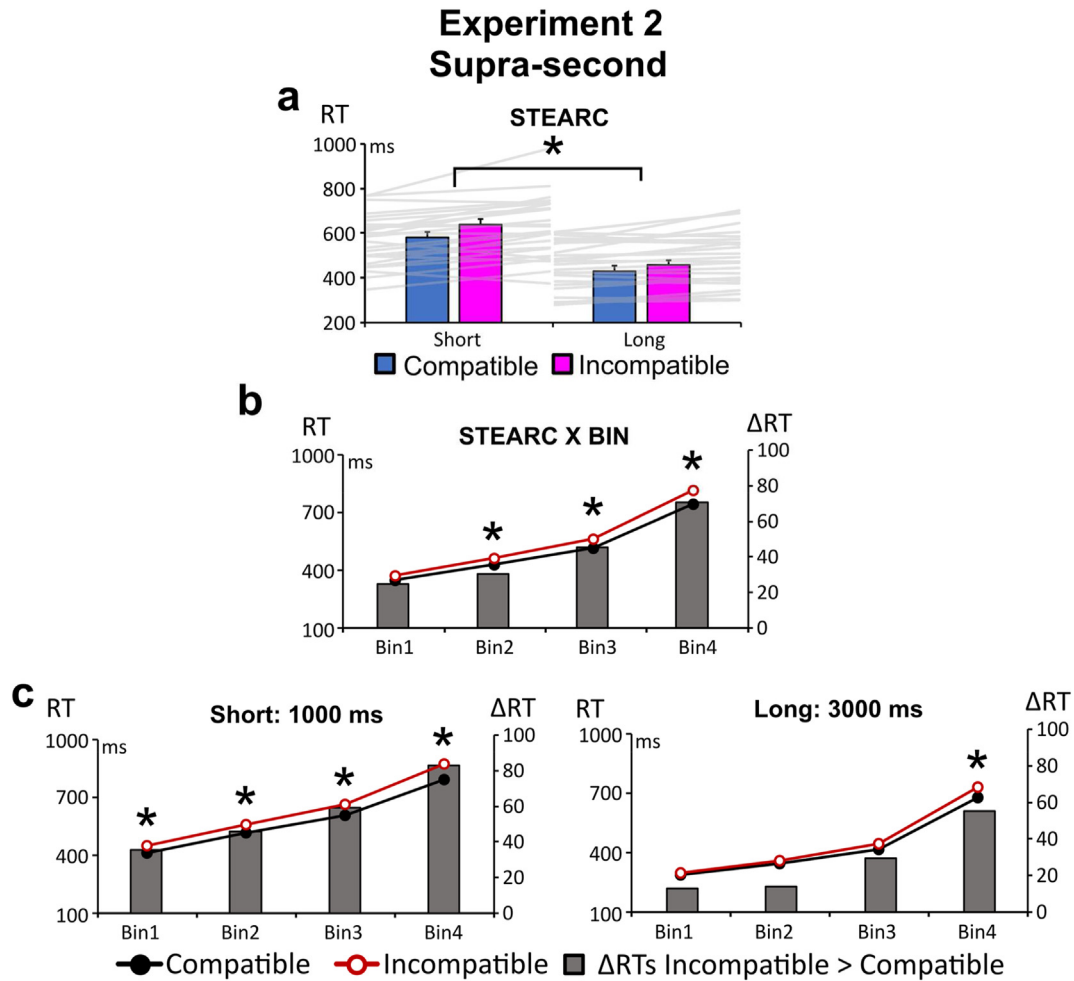 Experiment 2
Supra-second
a
RT
STEARC
1000
ms
*
800
600
400
200
Short
Long
Compatible
Incompatible
b
RT
STEARC X BIN
ΔRT
1000
ms
700
400
100
*
*
*
100
80
60
40
20
0
Bin1
Bin2
Bin3
Bin4
c
RT
Short: 1000 ms
ΔRT
1000
ms
700
400
100
*
*
*
*
100
80
60
40
20
0
Bin1
Bin2
Bin3
Bin4
RT
Long: 3000 ms
ΔRT
1000
ms
700
400
100
*
100
80
60
40
20
0
Bin1
Bin2
Bin3
Bin4
Compatible
Incompatible
ΔRTs Incompatible > Compatible